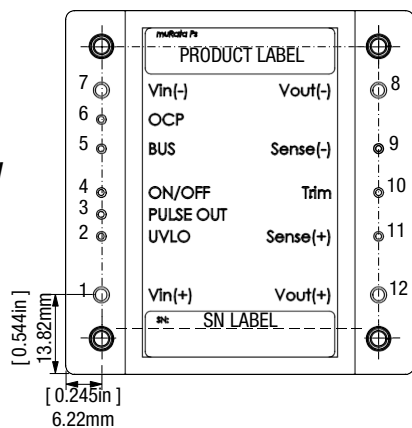 muRata Ps
PRODUCT LABEL
7 Vin(-) Vout(-) 8
6 OCP
5 BUS Sense(-) 9
4 ON/OFF Trim 10
3 PULSE OUT
2 UVLO Sense(+) 11
1 Vin(+) Vout(+) 12
SN: SN LABEL
[ 0.544in ]
13.82mm
[ 0.245in ]
6.22mm